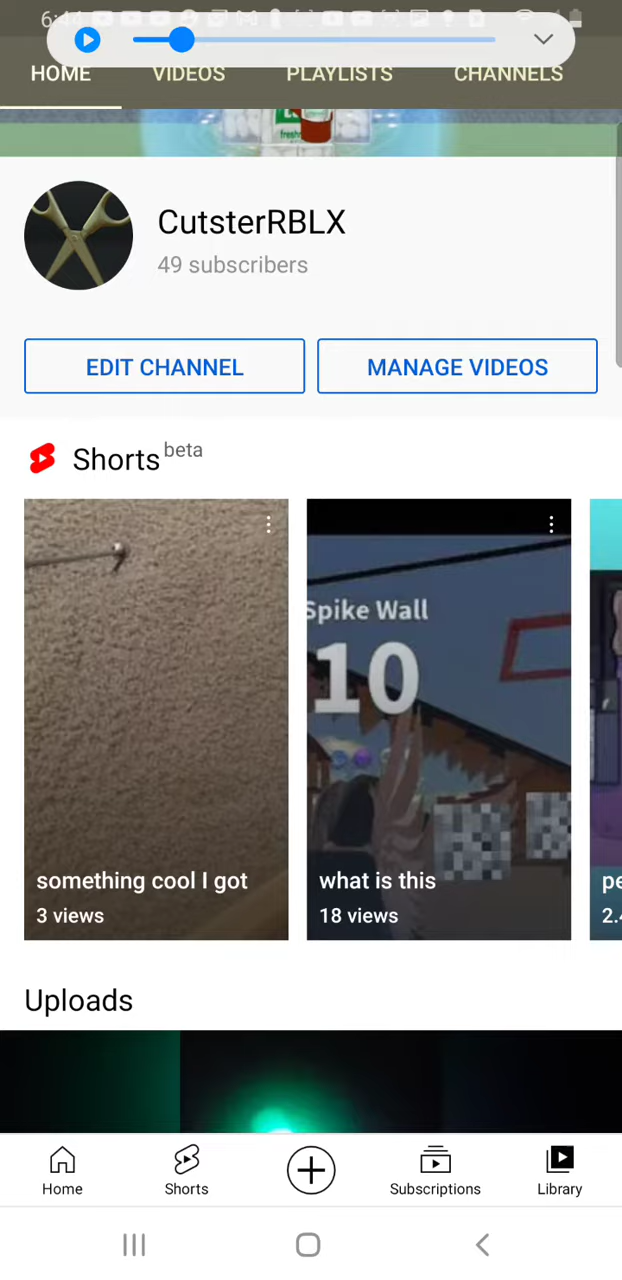 HOME VIDEOS PLAYLISTS CHANNELS
CutsterRBLX
49 subscribers
EDIT CHANNEL MANAGE VIDEOS
Shorts beta
Spike Wall
10
something cool I got
3 views
what is this
18 views
Uploads
Home Shorts Subscriptions Library